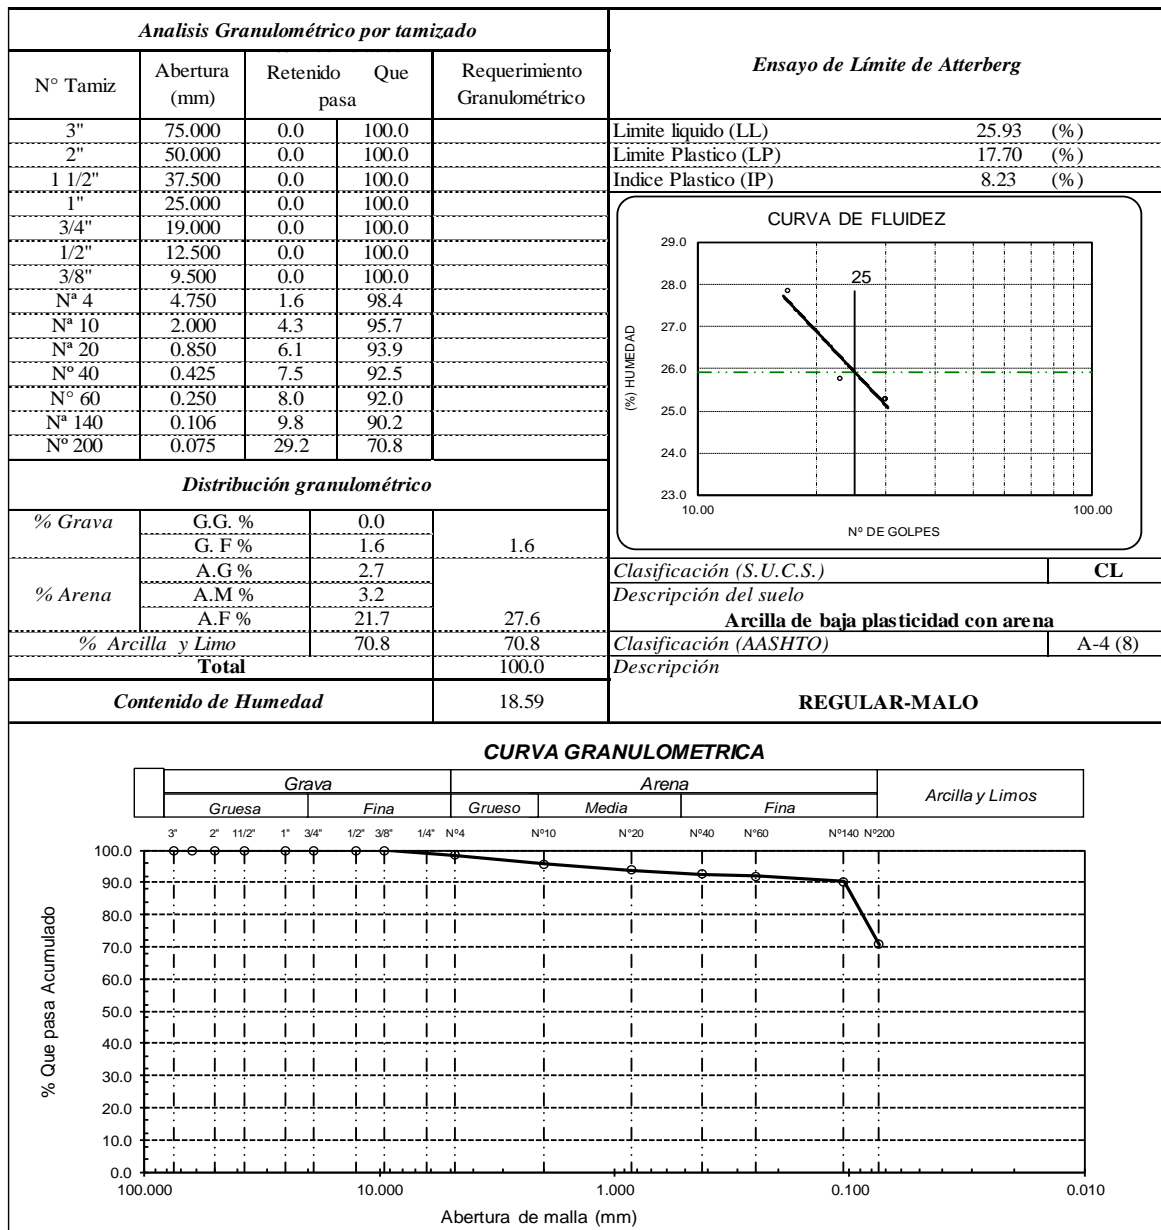 Analisis Granulométrico por tamizado
N° Tamiz Abertura (mm) Retenido Que pasa Requerimiento Granulométrico
3" 75.000 0.0 100.0
2" 50.000 0.0 100.0
1 1/2" 37.500 0.0 100.0
1" 25.000 0.0 100.0
3/4" 19.000 0.0 100.0
1/2" 12.500 0.0 100.0
3/8" 9.500 0.0 100.0
Nª 4 4.750 1.6 98.4
Nª 10 2.000 4.3 95.7
Nª 20 0.850 6.1 93.9
Nº 40 0.425 7.5 92.5
N° 60 0.250 8.0 92.0
Nª 140 0.106 9.8 90.2
Nº 200 0.075 29.2 70.8
Distribución granulométrico
% Grava G.G. % 0.0
G. F % 1.6 1.6
A.G % 2.7
% Arena A.M % 3.2
A.F % 21.7 27.6
% Arcilla y Limo 70.8 70.8
Total 100.0
Contenido de Humedad 18.59
Ensayo de Límite de Atterberg
Limite liquido (LL) 25.93 (%)
Limite Plastico (LP) 17.70 (%)
Indice Plastico (IP) 8.23 (%)
CURVA DE FLUIDEZ
29.0
28.0
27.0
26.0
25.0
24.0
23.0
(%) HUMEDAD
25
10.00 100.00
Nº DE GOLPES
Clasificación (S.U.C.S.) CL
Descripción del suelo
Arcilla de baja plasticidad con arena
Clasificación (AASHTO) A-4 (8)
Descripción
REGULAR-MALO
CURVA GRANULOMETRICA
Grava Arena Arcilla y Limos
Gruesa Fina Grueso Media Fina
3" 2" 11/2" 1" 3/4" 1/2" 3/8" 1/4" Nº4 Nº10 N°20 Nº40 N°60 Nº140 Nº200
100.0
90.0
80.0
70.0
60.0
50.0
40.0
30.0
20.0
10.0
0.0
% Que pasa Acumulado
100.000 10.000 1.000 0.100 0.010
Abertura de malla (mm)